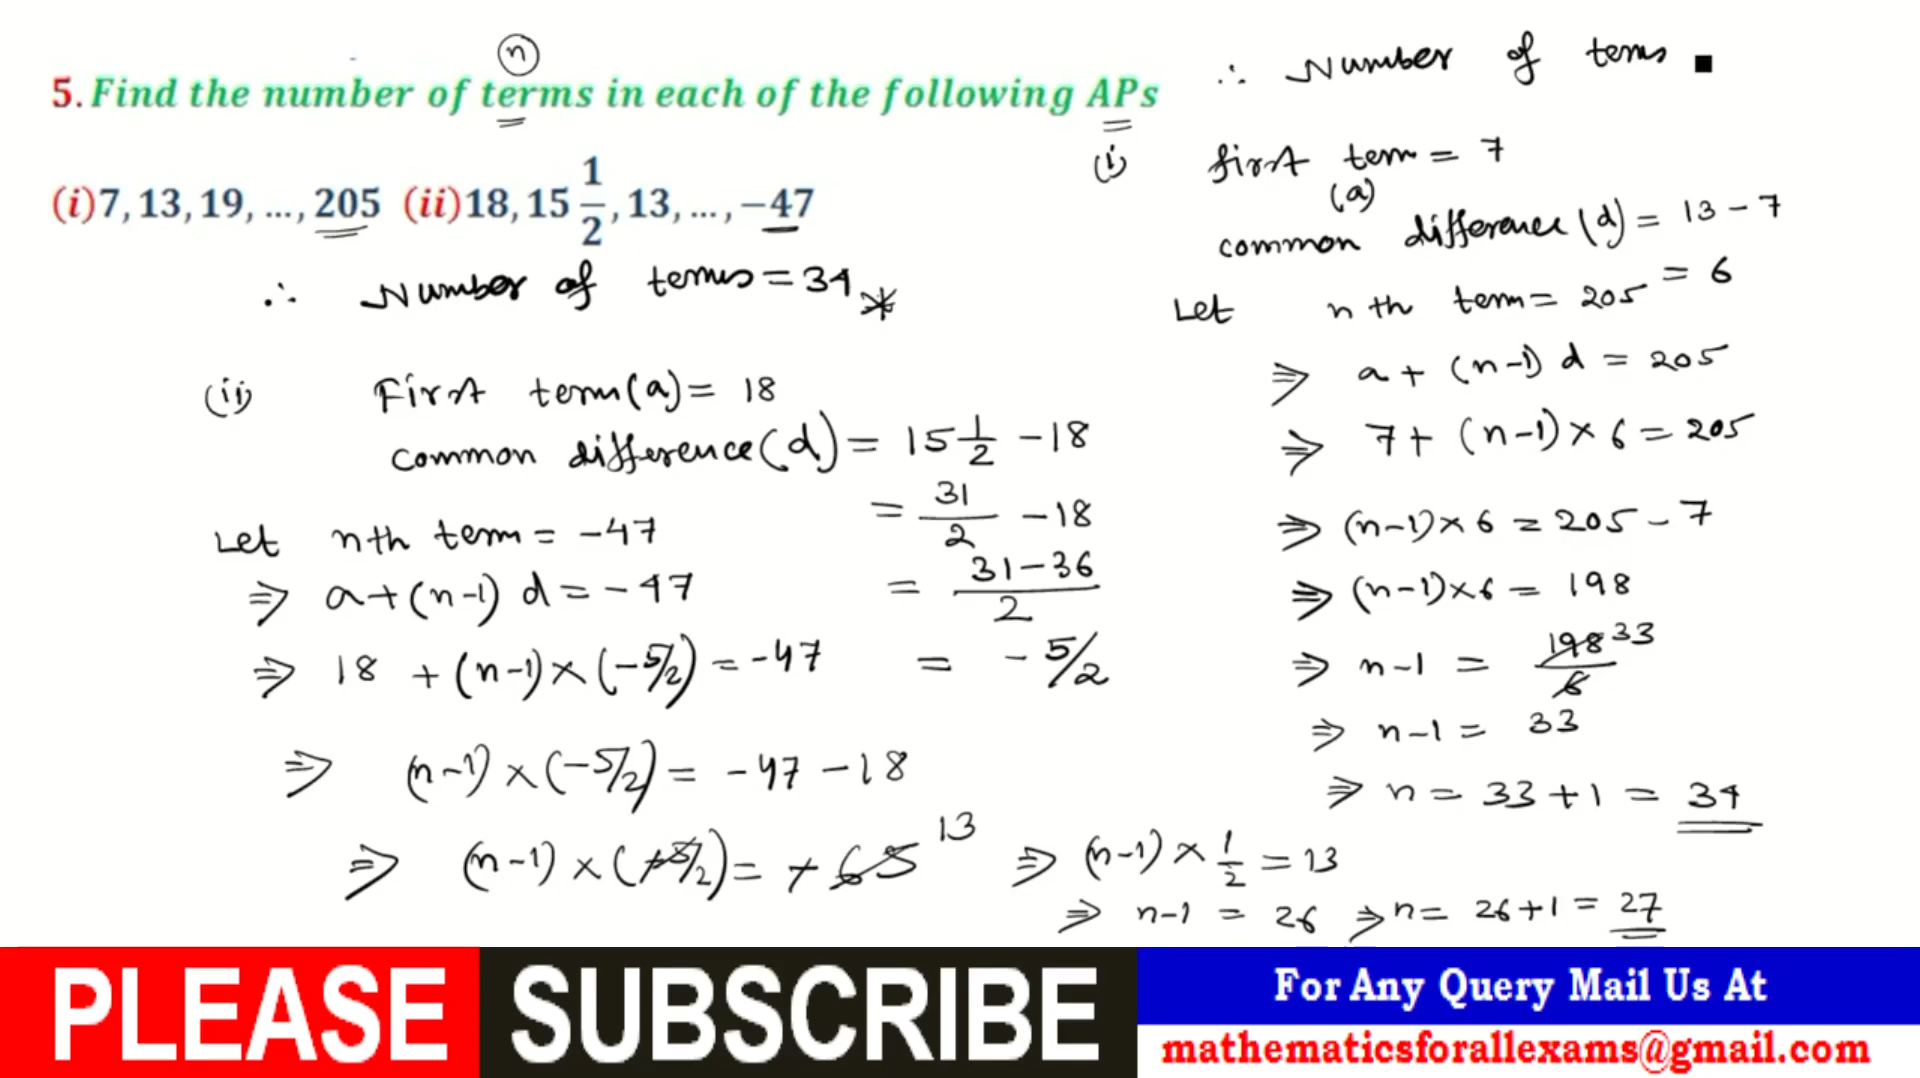 n
5. Find the number of terms in each of the following APs
(i)7, 13, 19, ..., 205 (ii)18, 15 1/2, 13, ..., −47
∴ Number of terms = 34
(ii) First term(a) = 18
common difference(d) = 15 1/2 − 18
= 31/2 − 18
= (31 − 36)/2
= − 5/2
Let nth term = −47
⇒ a + (n−1) d = −47
⇒ 18 + (n−1) × (−5/2) = −47
⇒ (n−1) × (−5/2) = −47 − 18
⇒ (n−1) × (+5/2) = + 65 13
⇒ (n−1) × 1/2 = 13
⇒ n−1 = 26 ⇒ n = 26+1 = 27
∴ Number of terms
(i) first term = 7
(a)
common difference(d) = 13 − 7
= 6
Let n th term = 205
⇒ a + (n−1) d = 205
⇒ 7 + (n−1) × 6 = 205
⇒ (n−1) × 6 = 205 − 7
⇒ (n−1) × 6 = 198
⇒ n−1 = 198/6 33
⇒ n−1 = 33
⇒ n = 33 + 1 = 34
PLEASE SUBSCRIBE
For Any Query Mail Us At
mathematicsforallexams@gmail.com